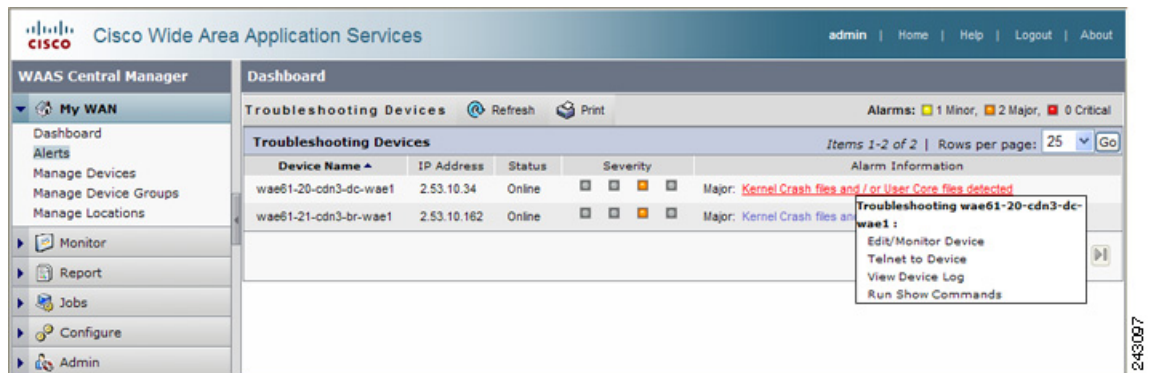 CISCO Cisco Wide Area Application Services admin | Home | Help | Logout | About
WAAS Central Manager
Dashboard
My WAN
Dashboard
Alerts
Manage Devices
Manage Device Groups
Manage Locations
Monitor
Report
Jobs
Configure
Admin
Troubleshooting Devices Refresh Print Alarms: 1 Minor, 2 Major, 0 Critical
Troubleshooting Devices Items 1-2 of 2 | Rows per page: 25 Go
Device Name IP Address Status Severity Alarm Information
wae61-20-cdn3-dc-wae1 2.53.10.34 Online Major: Kernel Crash files and / or User Core files detected
wae61-21-cdn3-br-wae1 2.53.10.162 Online Major: Kernel Crash files and
Troubleshooting wae61-20-cdn3-dc-
wae1 :
Edit/Monitor Device
Telnet to Device
View Device Log
Run Show Commands
243097